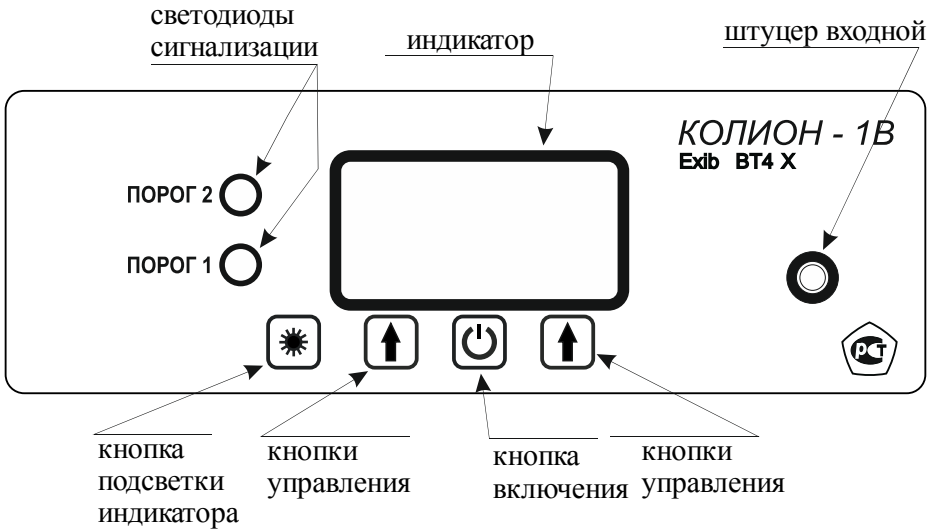 светодиоды
сигнализации
индикатор
штуцер входной
КОЛИОН - 1В
Exib BT4 X
ПОРОГ 2
ПОРОГ 1
РСТ
кнопка
подсветки
индикатора
кнопки
управления
кнопка
включения
кнопки
управления